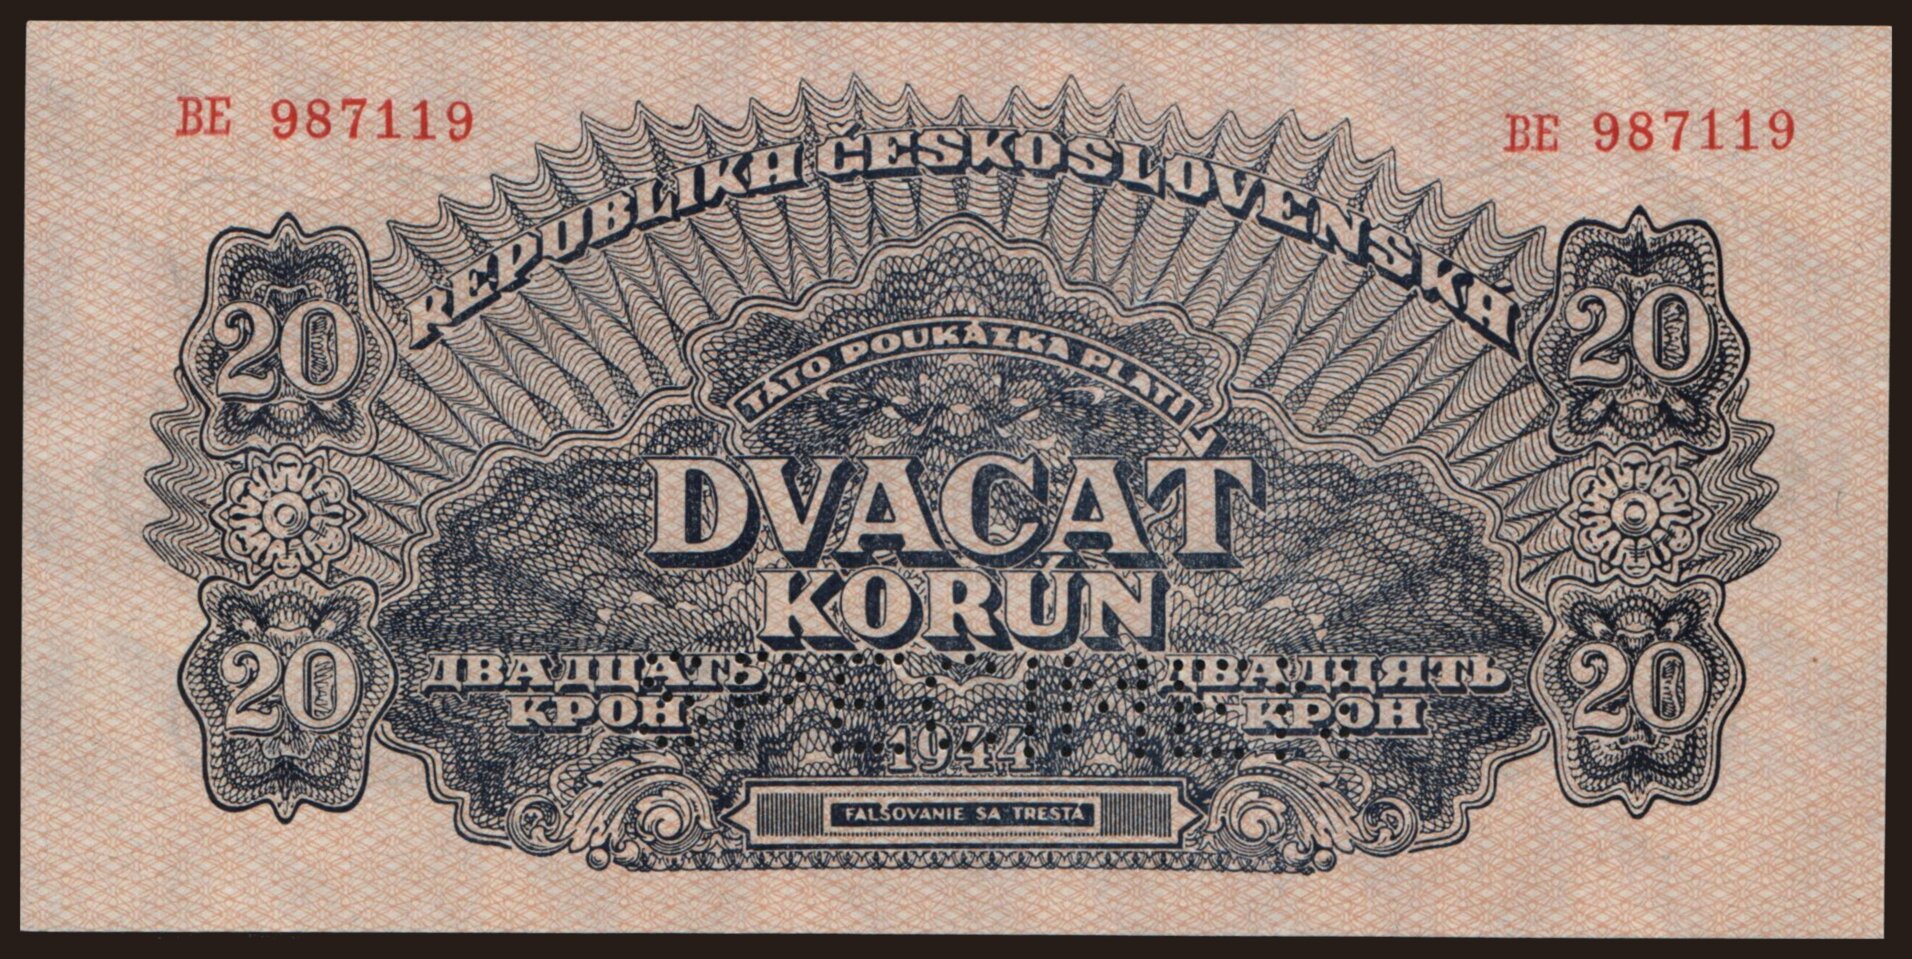 BE 987119
BE 987119
REPUBLIKA ČESKOSLOVENSKÁ
20
20
TÁTO POUKÁZKA PLATÍ
DVACAŤ
KORÚN
ДВАДЦАТЬ
КРОН
ДВАДЦЯТЬ
КРОН
20
20
1944
FALŠOVANIE SA TRESTÁ